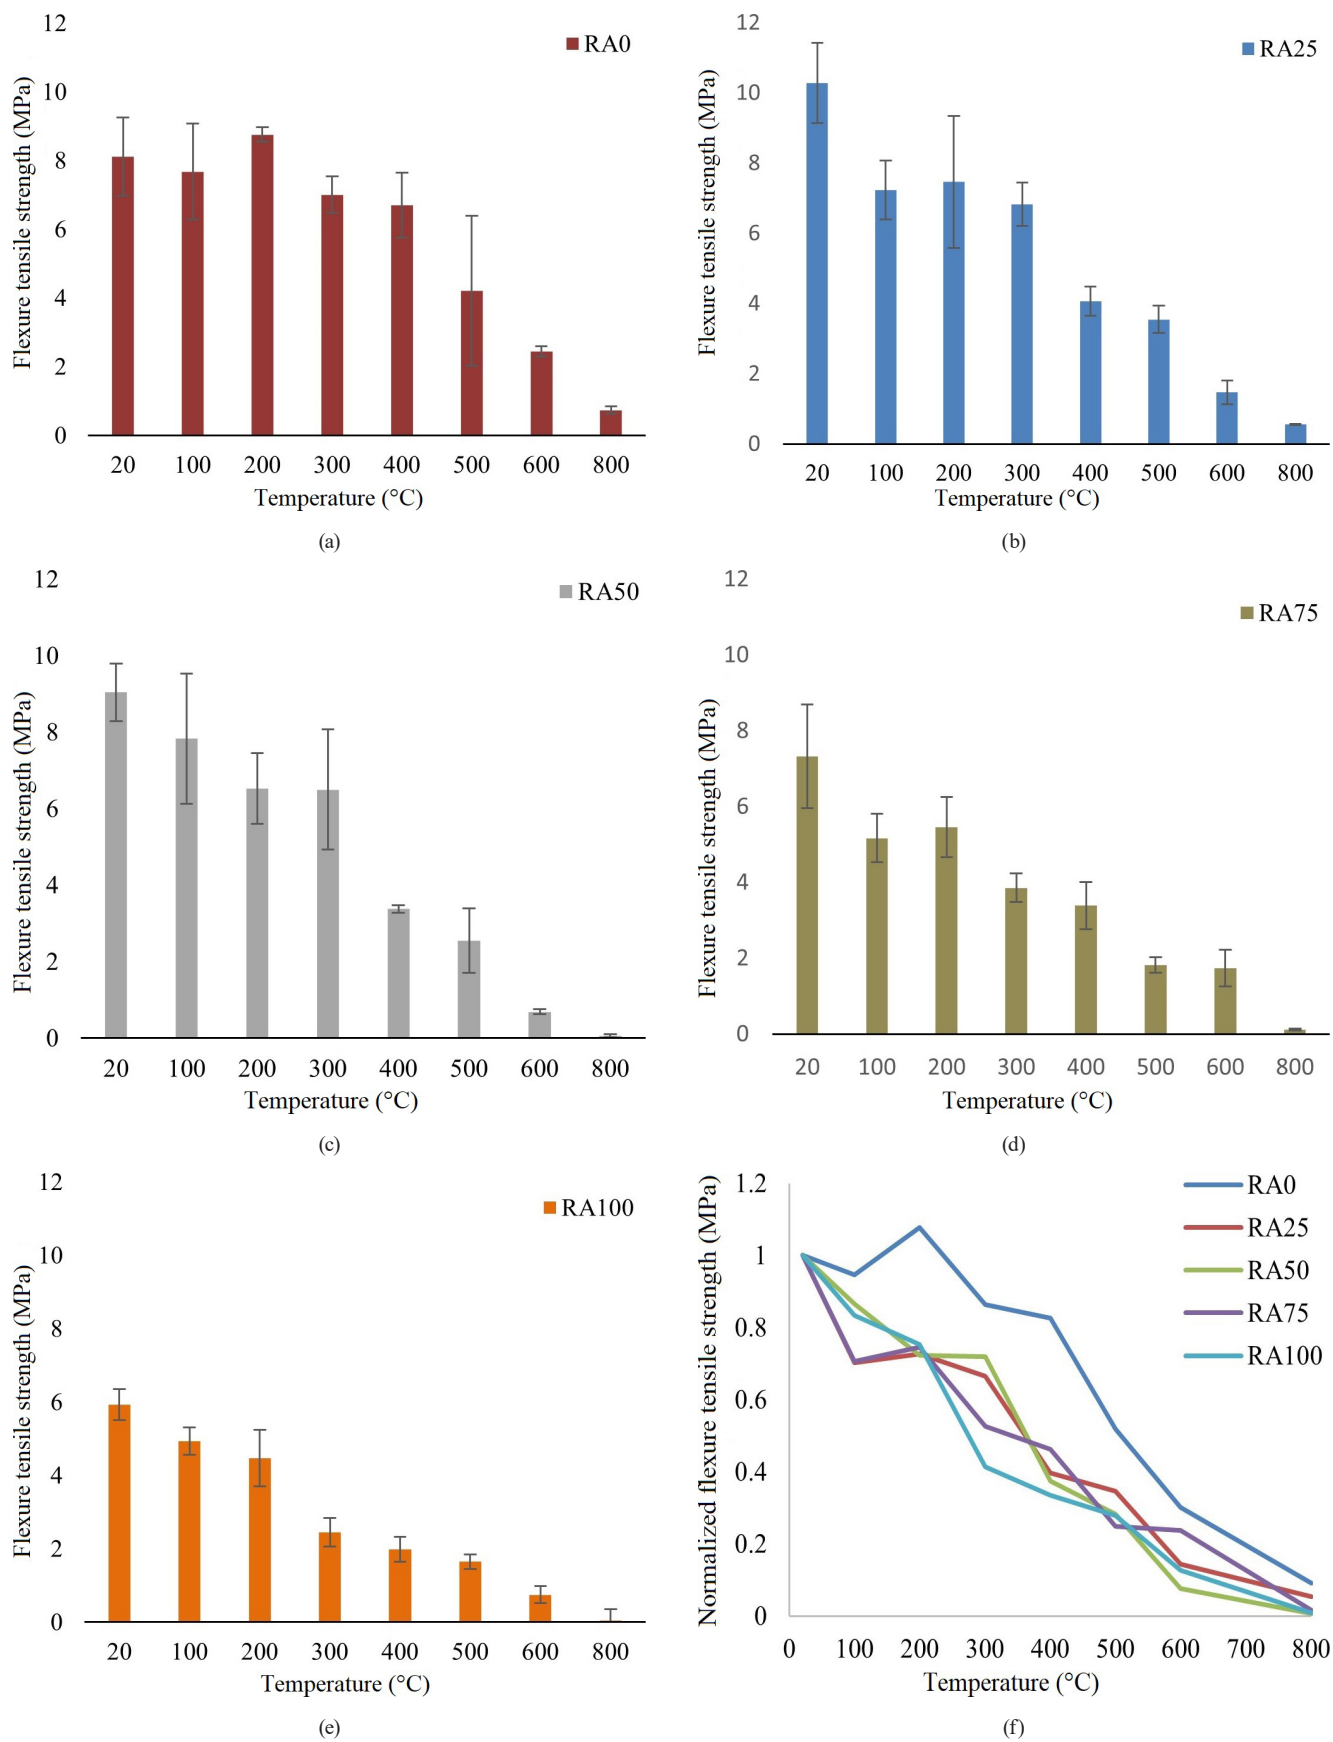 12
10
8
6
4
2
0
Flexure tensile strength (MPa)
RA0
20 100 200 300 400 500 600 800
Temperature (°C)
(a)
12
10
8
6
4
2
0
Flexure tensile strength (MPa)
RA25
20 100 200 300 400 500 600 800
Temperature (°C)
(b)
12
10
8
6
4
2
0
Flexure tensile strength (MPa)
RA50
20 100 200 300 400 500 600 800
Temperature (°C)
(c)
12
10
8
6
4
2
0
Flexure tensile strength (MPa)
RA75
20 100 200 300 400 500 600 800
Temperature (°C)
(d)
12
10
8
6
4
2
0
Flexure tensile strength (MPa)
RA100
20 100 200 300 400 500 600 800
Temperature (°C)
(e)
1.2
1
0.8
0.6
0.4
0.2
0
Normalized flexure tensile strength (MPa)
RA0
RA25
RA50
RA75
RA100
0 100 200 300 400 500 600 700 800
Temperature (°C)
(f)